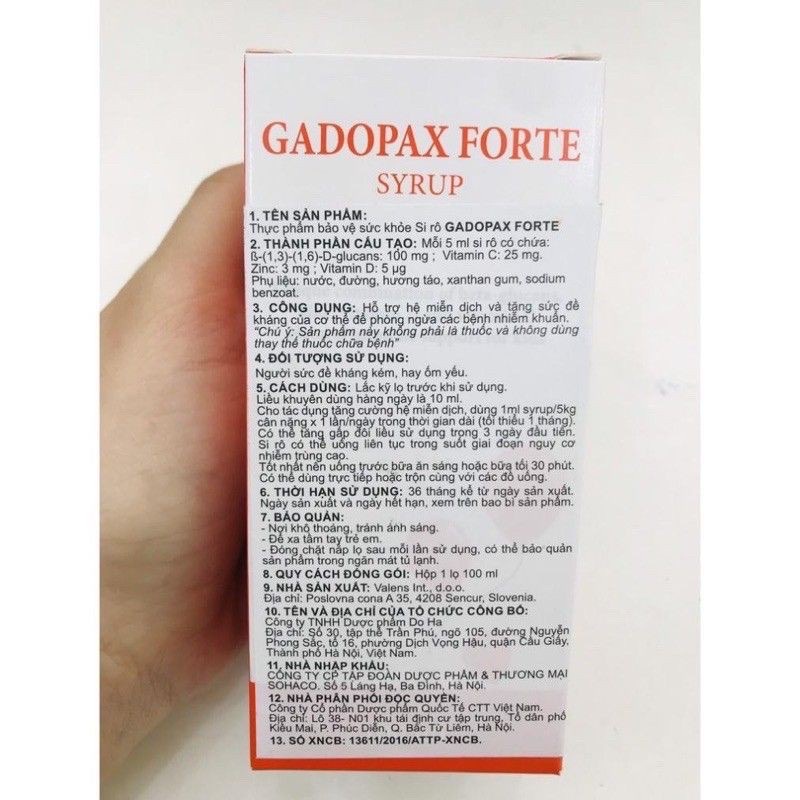 GADOPAX FORTE
SYRUP
1. TÊN SẢN PHẨM:
Thực phẩm bảo vệ sức khỏe Si rô GADOPAX FORTE
2. THÀNH PHẦN CẤU TẠO: Mỗi 5 ml si rô có chứa:
ß-(1,3)-(1,6)-D-glucans: 100 mg ; Vitamin C: 25 mg.
Zinc: 3 mg ; Vitamin D: 5 µg
Phụ liệu: nước, đường, hương táo, xanthan gum, sodium
benzoat.
3. CÔNG DỤNG: Hỗ trợ hệ miễn dịch và tăng sức đề
kháng của cơ thể để phòng ngừa các bệnh nhiễm khuẩn.
"Chú ý: Sản phẩm này không phải là thuốc và không dùng
thay thế thuốc chữa bệnh"
4. ĐỐI TƯỢNG SỬ DỤNG:
Người sức đề kháng kém, hay ốm yếu.
5. CÁCH DÙNG: Lắc kỹ lọ trước khi sử dụng.
Liều khuyên dùng hàng ngày là 10 ml.
Cho tác dụng tăng cường hệ miễn dịch, dùng 1ml syrup/5kg
cân nặng x 1 lần/ngày trong thời gian dài (tối thiểu 1 tháng).
Có thể tăng gấp đôi liều sử dụng trong 3 ngày đầu tiên.
Si rô có thể uống liên tục trong suốt giai đoạn nguy cơ
nhiễm trùng cao.
Tốt nhất nên uống trước bữa ăn sáng hoặc bữa tối 30 phút.
Có thể dùng trực tiếp hoặc trộn cùng với các đồ uống.
6. THỜI HẠN SỬ DỤNG: 36 tháng kể từ ngày sản xuất.
Ngày sản xuất và ngày hết hạn, xem trên bao bì sản phẩm.
7. BẢO QUẢN:
- Nơi khô thoáng, tránh ánh sáng.
- Để xa tầm tay trẻ em.
- Đóng chặt nắp lọ sau mỗi lần sử dụng, có thể bảo quản
sản phẩm trong ngăn mát tủ lạnh.
8. QUY CÁCH ĐÓNG GÓI: Hộp 1 lọ 100 ml
9. NHÀ SẢN XUẤT: Valens Int., d.o.o.
Địa chỉ: Poslovna cona A 35, 4208 Sencur, Slovenia.
10. TÊN VÀ ĐỊA CHỈ CỦA TỔ CHỨC CÔNG BỐ:
Công ty TNHH Dược phẩm Do Ha
Địa chỉ: Số 30, tập thể Trần Phú, ngõ 105, đường Nguyễn
Phong Sắc, tổ 16, phường Dịch Vọng Hậu, quận Cầu Giấy,
Thành phố Hà Nội, Việt Nam.
11. NHÀ NHẬP KHẨU:
CÔNG TY CP TẬP ĐOÀN DƯỢC PHẨM & THƯƠNG MẠI
SOHACO. Số 5 Láng Hạ, Ba Đình, Hà Nội.
12. NHÀ PHÂN PHỐI ĐỘC QUYỀN:
Công ty Cổ phần Dược phẩm Quốc Tế CTT Việt Nam.
Địa chỉ: Lô 38- N01 khu tái định cư tập trung, Tổ dân phố
Kiều Mai, P. Phúc Diễn, Q. Bắc Từ Liêm, Hà Nội.
13. SỐ XNCB: 13611/2016/ATTP-XNCB.